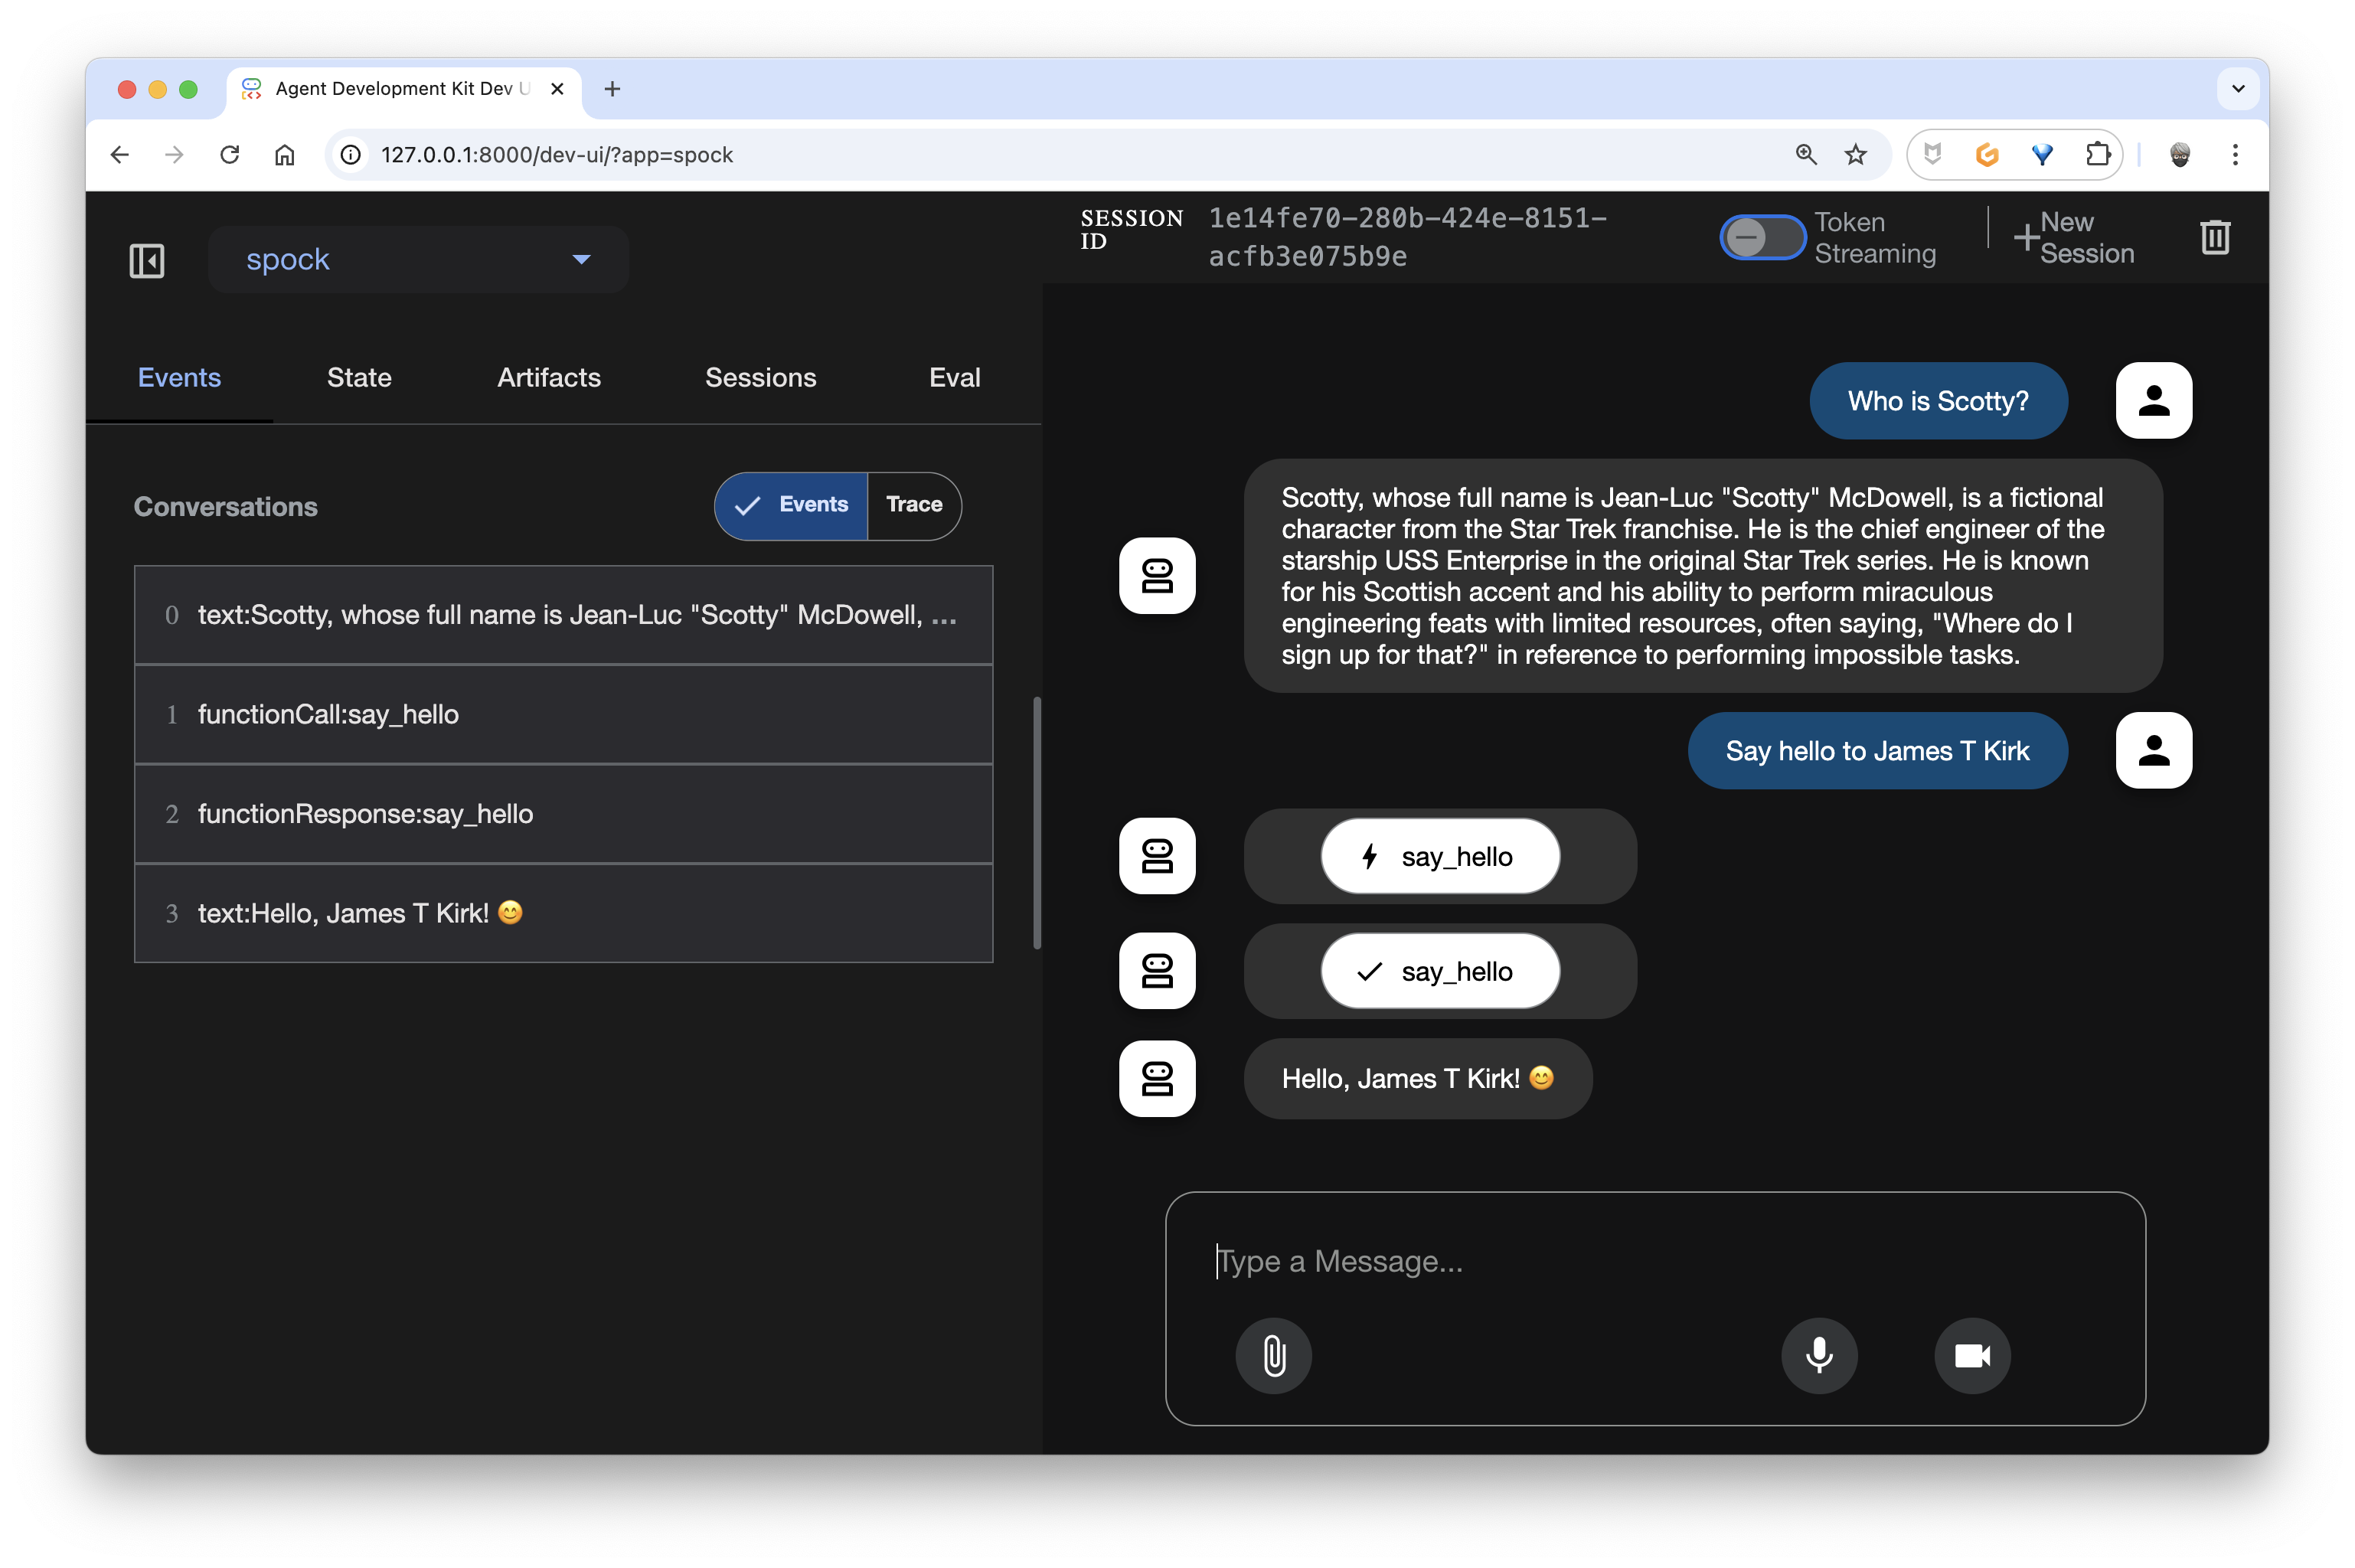 Agent Development Kit Dev U
127.0.0.1:8000/dev-ui/?app=spock
spock
SESSION
ID
1e14fe70-280b-424e-8151-
acfb3e075b9e
Token
Streaming
New
Session
Events
State
Artifacts
Sessions
Eval
Conversations
Events
Trace
0 text:Scotty, whose full name is Jean-Luc "Scotty" McDowell, ...
1 functionCall:say_hello
2 functionResponse:say_hello
3 text:Hello, James T Kirk! 😊
Who is Scotty?
Scotty, whose full name is Jean-Luc "Scotty" McDowell, is a fictional
character from the Star Trek franchise. He is the chief engineer of the
starship USS Enterprise in the original Star Trek series. He is known
for his Scottish accent and his ability to perform miraculous
engineering feats with limited resources, often saying, "Where do I
sign up for that?" in reference to performing impossible tasks.
Say hello to James T Kirk
say_hello
say_hello
Hello, James T Kirk! 😊
Type a Message...